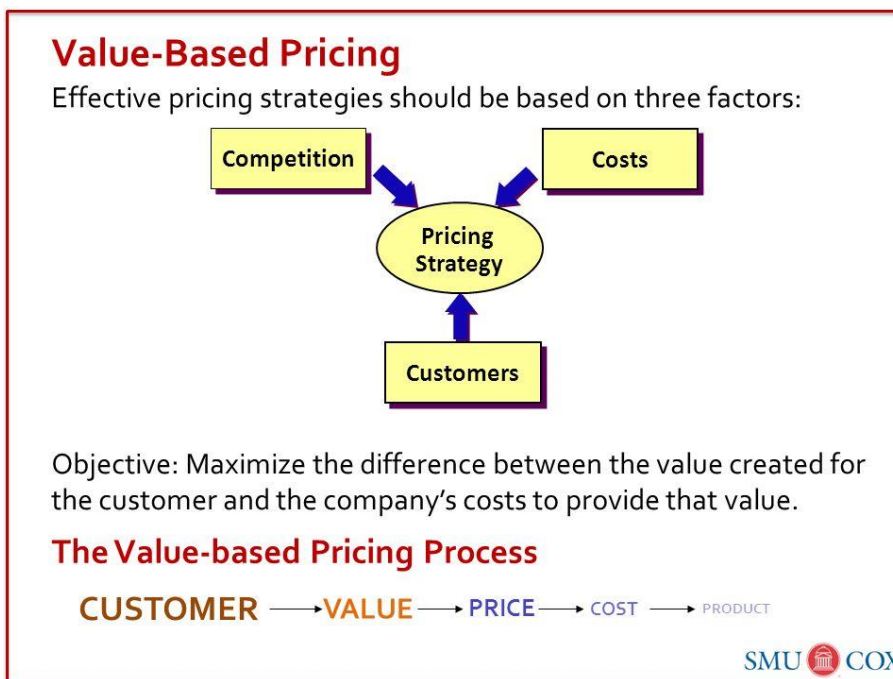 Value-Based Pricing
Effective pricing strategies should be based on three factors:
Competition
Costs
Pricing
Strategy
Customers
Objective: Maximize the difference between the value created for
the customer and the company's costs to provide that value.
The Value-based Pricing Process
CUSTOMER VALUE PRICE COST PRODUCT
SMU COX